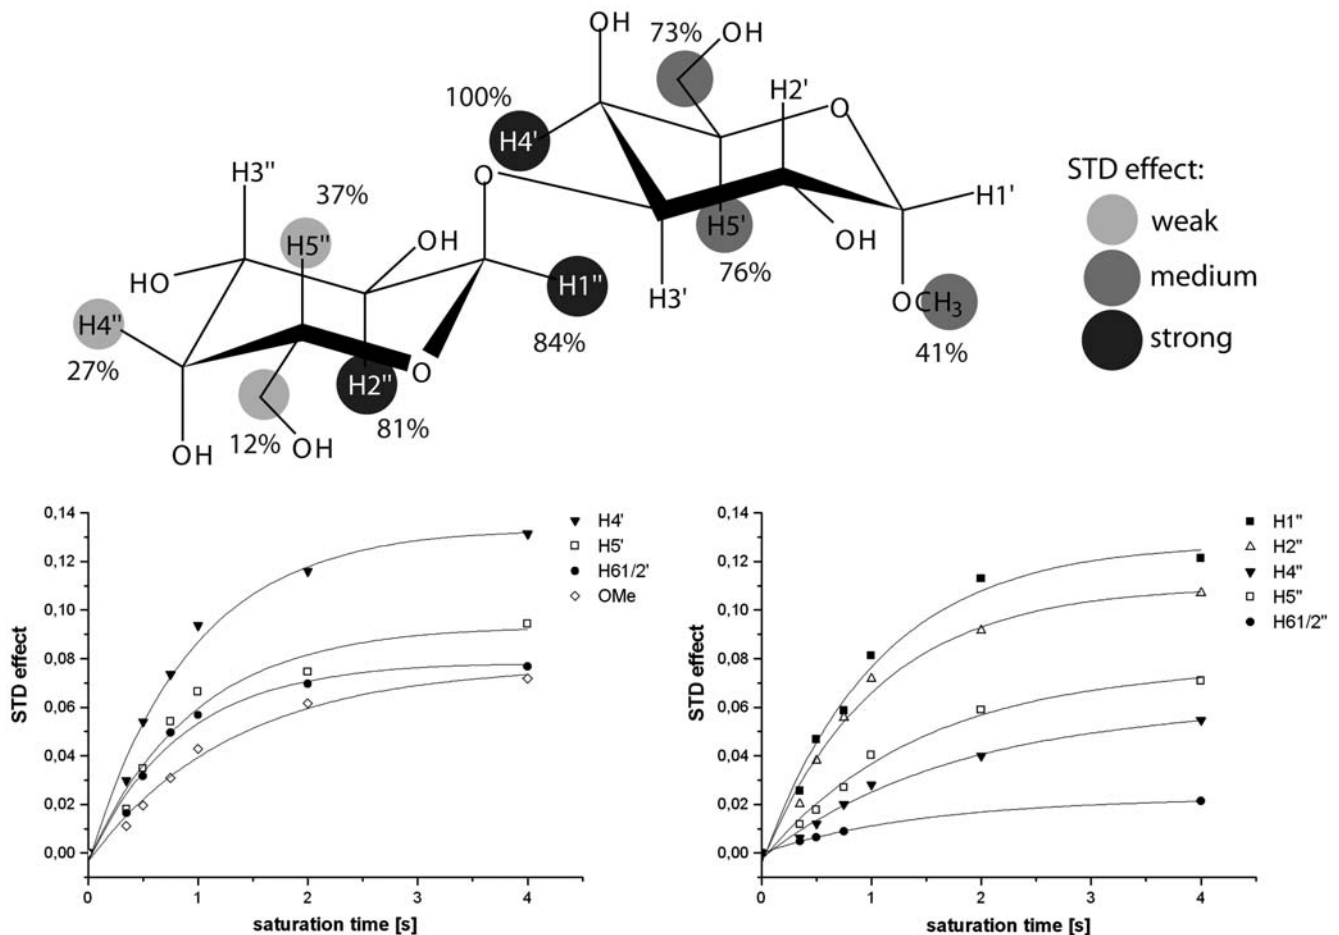 OH
73%
OH
100%
H2'
O
H4'
STD effect:
H3''
37%
O
H1'
weak
OH
H5''
H5'
OH
HO
76%
medium
H1''
H3'
OCH3
H4''
84%
strong
27%
O
41%
H2''
12%
81%
OH
OH
0,14
0,12
0,10
0,08
0,06
0,04
0,02
0,00
STD effect
0 1 2 3 4
saturation time [s]
H4'
H5'
H61/2'
OMe
0,14
0,12
0,10
0,08
0,06
0,04
0,02
0,00
STD effect
0 1 2 3 4
saturation time [s]
H1"
H2"
H4"
H5"
H61/2"